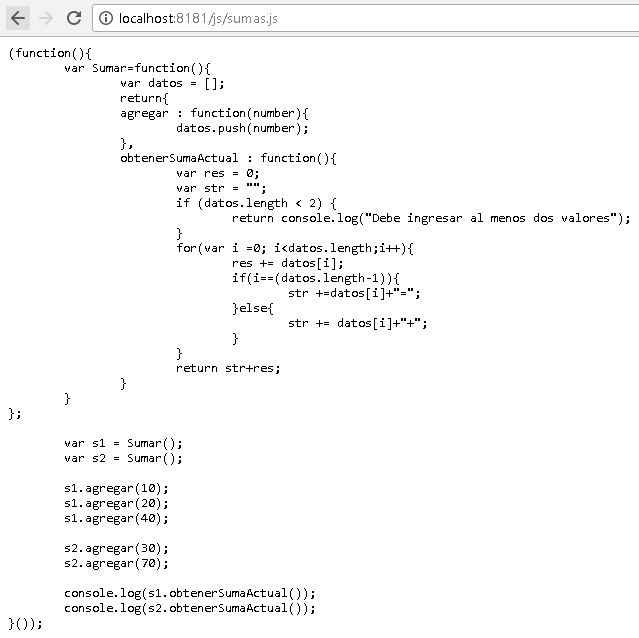 localhost:8181/js/sumas.js
(function(){
        var Sumar=function(){
                var datos = [];
                return{
                agregar : function(number){
                        datos.push(number);
                },
                obtenerSumaActual : function(){
                        var res = 0;
                        var str = "";
                        if (datos.length < 2) {
                                return console.log("Debe ingresar al menos dos valores");
                        }
                        for(var i =0; i<datos.length;i++){
                                res += datos[i];
                                if(i==(datos.length-1)){
                                        str +=datos[i]+"=";
                                }else{
                                        str += datos[i]+"+";
                                }
                        }
                        return str+res;
                }
        }
};

        var s1 = Sumar();
        var s2 = Sumar();

        s1.agregar(10);
        s1.agregar(20);
        s1.agregar(40);

        s2.agregar(30);
        s2.agregar(70);

        console.log(s1.obtenerSumaActual());
        console.log(s2.obtenerSumaActual());
}());